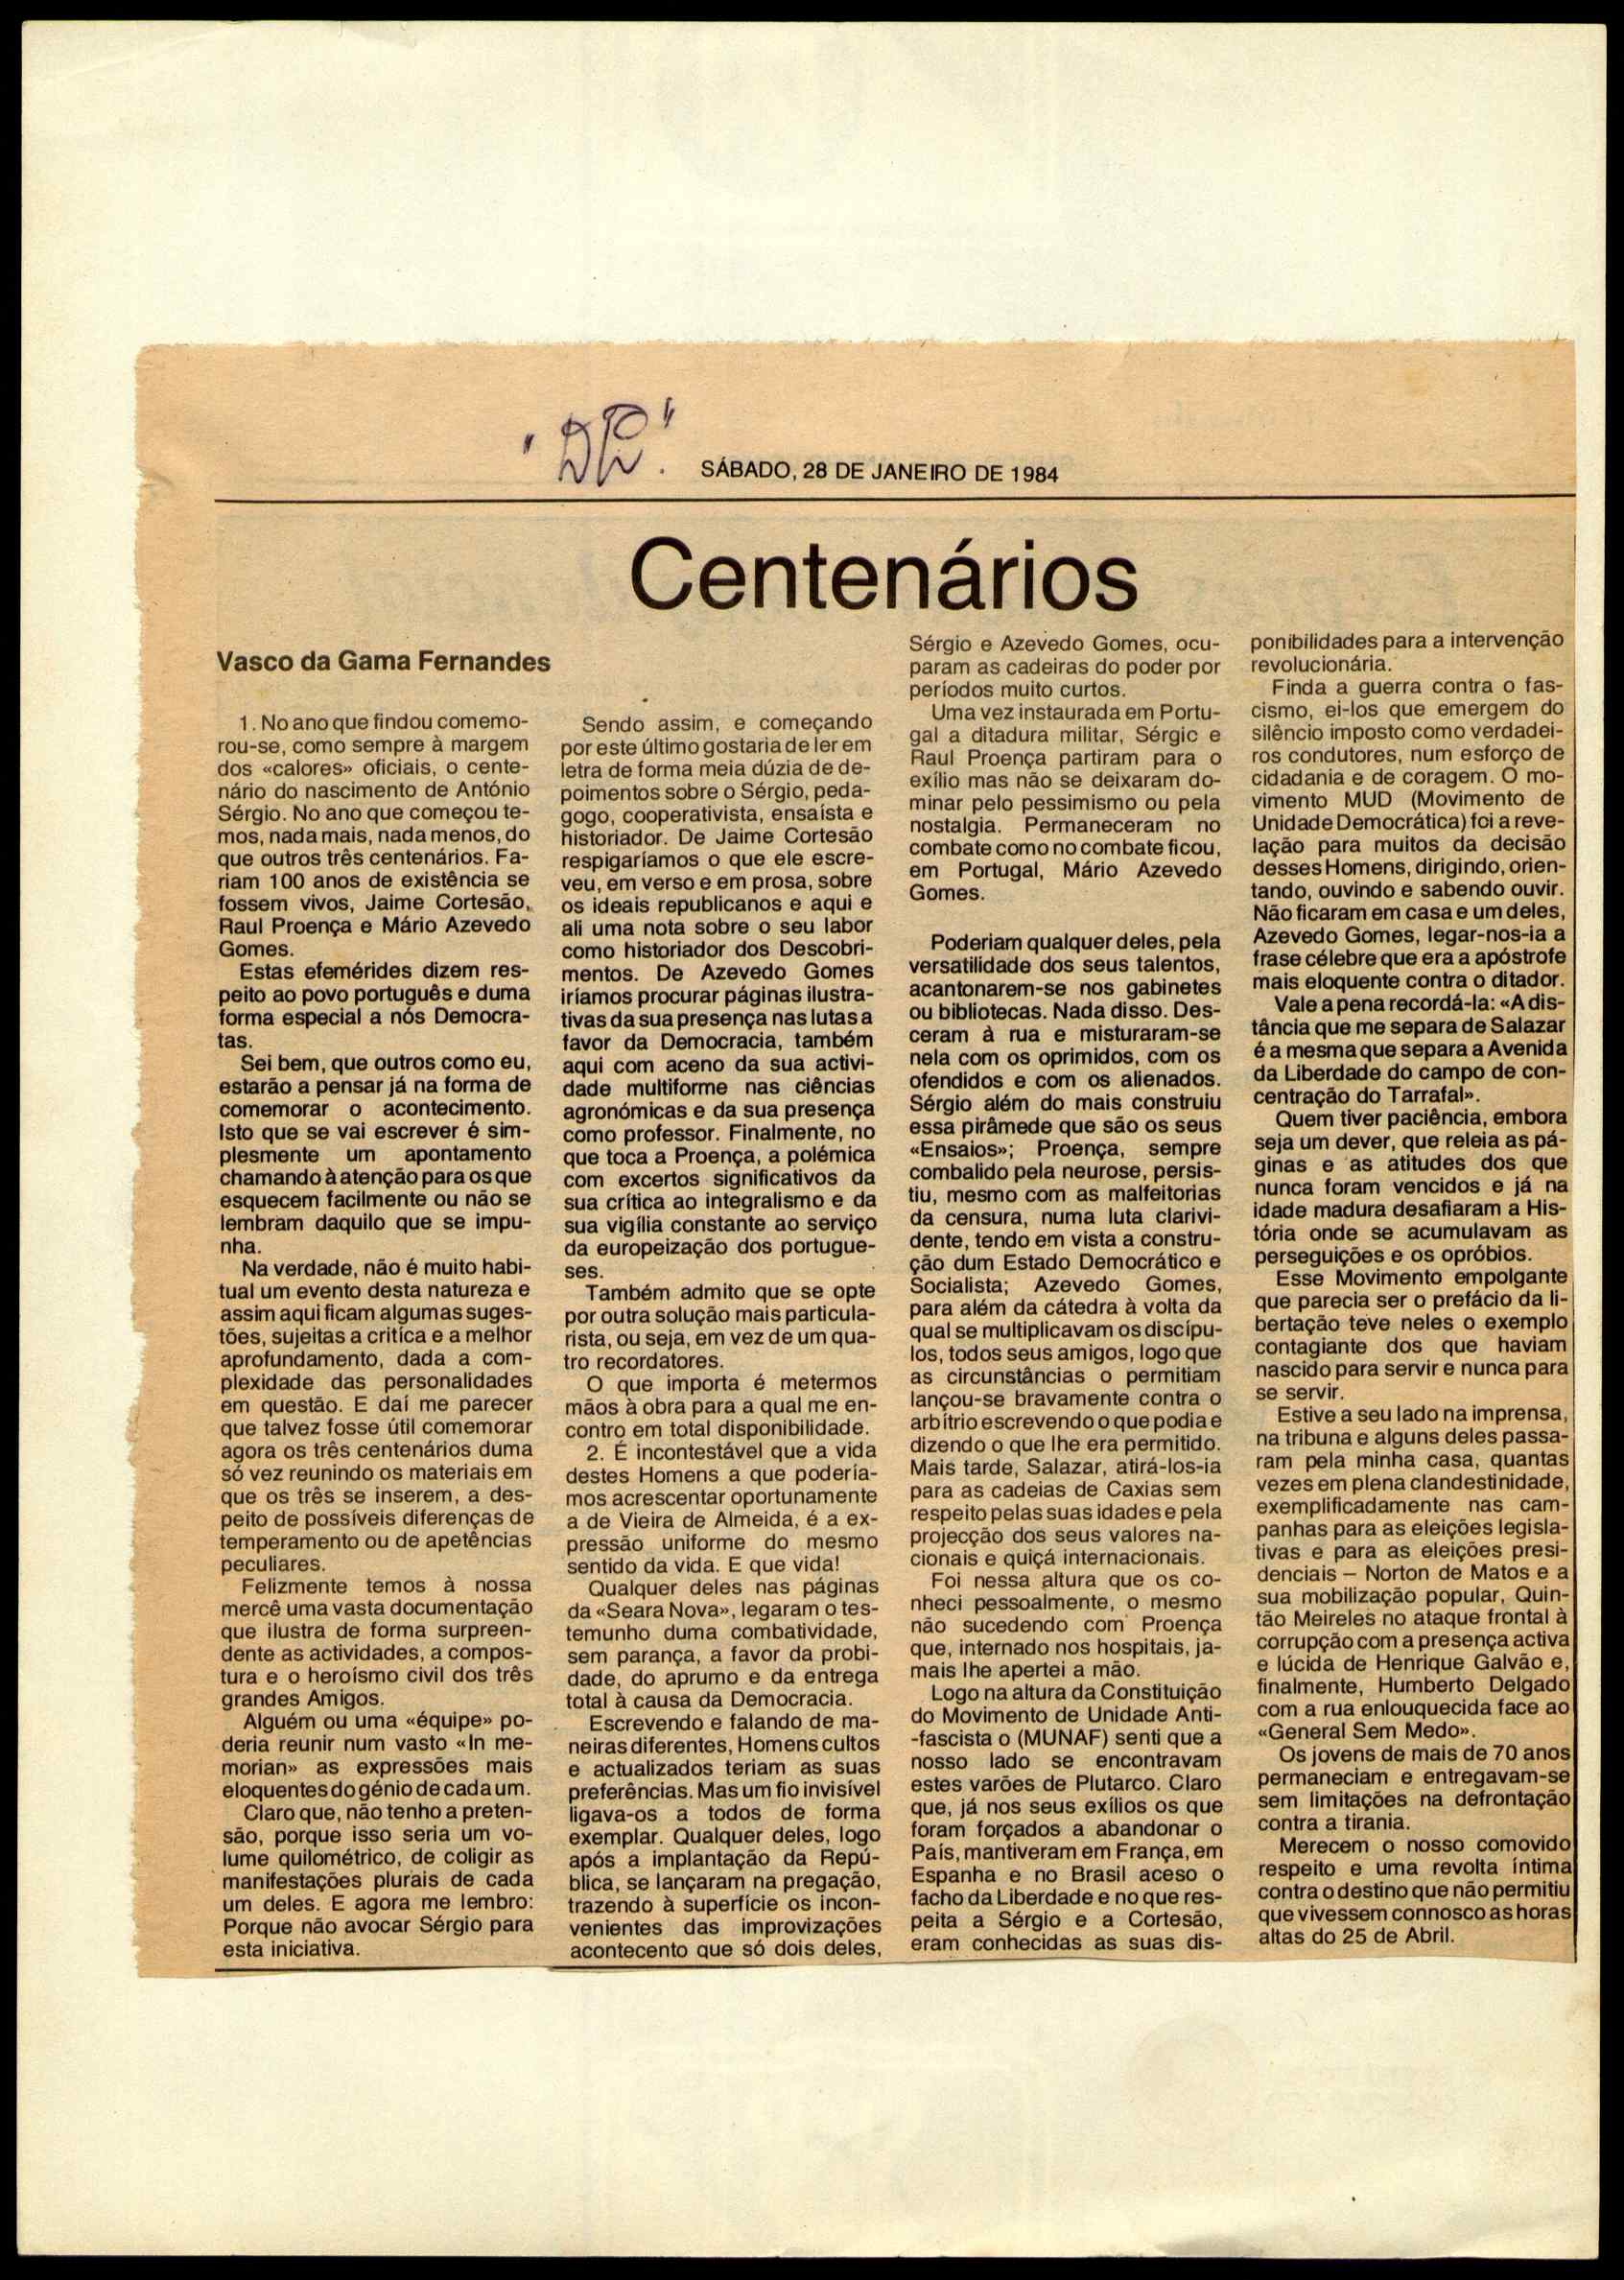 SÁBADO, 28 DE JANEIRO DE 1984
Centenários
Vasco da Gama Fernandes
1. No ano que findou comemo-
rou-se, como sempre à margem
dos «calores» oficiais, o cente-
nário do nascimento de António
Sérgio. No ano que começou te-
mos, nada mais, nada menos, do
que outros três centenários. Fa-
riam 100 anos de existência se
fossem vivos, Jaime Cortesão,
Raul Proença e Mário Azevedo
Gomes.
Estas efemérides dizem res-
peito ao povo português e duma
forma especial a nós Democra-
tas.
Sei bem, que outros como eu,
estarão a pensar já na forma de
comemorar o acontecimento.
Isto que se vai escrever é sim-
plesmente um apontamento
chamando à atenção para os que
esquecem facilmente ou não se
lembram daquilo que se impu-
nha.
Na verdade, não é muito habi-
tual um evento desta natureza e
assim aqui ficam algumas suges-
tões, sujeitas a critíca e a melhor
aprofundamento, dada a com-
plexidade das personalidades
em questão. E daí me parecer
que talvez fosse útil comemorar
agora os três centenários duma
só vez reunindo os materiais em
que os três se inserem, a des-
peito de possíveis diferenças de
temperamento ou de apetências
peculiares.
Felizmente temos à nossa
mercê uma vasta documentação
que ilustra de forma surpreen-
dente as actividades, a compos-
tura e o heroísmo civil dos três
grandes Amigos.
Alguém ou uma «équipe» po-
deria reunir num vasto «In me-
morian» as expressões mais
eloquentes do génio de cada um.
Claro que, não tenho a preten-
são, porque isso seria um vo-
lume quilométrico, de coligir as
manifestações plurais de cada
um deles. E agora me lembro:
Porque não avocar Sérgio para
esta iniciativa.
Sendo assim, e começando
por este último gostaria de ler em
letra de forma meia dúzia de de-
poimentos sobre o Sérgio, peda-
gogo, cooperativista, ensaísta e
historiador. De Jaime Cortesão
respigaríamos o que ele escre-
veu, em verso e em prosa, sobre
os ideais republicanos e aqui e
ali uma nota sobre o seu labor
como historiador dos Descobri-
mentos. De Azevedo Gomes
iríamos procurar páginas ilustra-
tivas da sua presença nas lutas a
favor da Democracia, também
aqui com aceno da sua activi-
dade multiforme nas ciências
agronómicas e da sua presença
como professor. Finalmente, no
que toca a Proença, a polémica
com excertos significativos da
sua crítica ao integralismo e da
sua vigília constante ao serviço
da europeização dos portugue-
ses.
Também admito que se opte
por outra solução mais particula-
rista, ou seja, em vez de um qua-
tro recordatores.
O que importa é metermos
mãos à obra para a qual me en-
contro em total disponibilidade.
2. É incontestável que a vida
destes Homens a que podería-
mos acrescentar oportunamente
a de Vieira de Almeida, é a ex-
pressão uniforme do mesmo
sentido da vida. E que vida!
Qualquer deles nas páginas
da «Seara Nova», legaram o tes-
temunho duma combatividade,
sem parança, a favor da probi-
dade, do aprumo e da entrega
total à causa da Democracia.
Escrevendo e falando de ma-
neiras diferentes, Homens cultos
e actualizados teriam as suas
preferências. Mas um fio invisível
ligava-os a todos de forma
exemplar. Qualquer deles, logo
após a implantação da Repú-
blica, se lançaram na pregação,
trazendo à superfície os incon-
venientes das improvizações
acontecento que só dois deles,
Sérgio e Azevedo Gomes, ocu-
param as cadeiras do poder por
períodos muito curtos.
Uma vez instaurada em Portu-
gal a ditadura militar, Sérgio e
Raul Proença partiram para o
exílio mas não se deixaram do-
minar pelo pessimismo ou pela
nostalgia. Permaneceram no
combate como no combate ficou,
em Portugal, Mário Azevedo
Gomes.
Poderiam qualquer deles, pela
versatilidade dos seus talentos,
acantonarem-se nos gabinetes
ou bibliotecas. Nada disso. Des-
ceram à rua e misturaram-se
nela com os oprimidos, com os
ofendidos e com os alienados.
Sérgio além do mais construiu
essa pirâmede que são os seus
«Ensaios»; Proença, sempre
combalido pela neurose, persis-
tiu, mesmo com as malfeitorias
da censura, numa luta clarivi-
dente, tendo em vista a constru-
ção dum Estado Democrático e
Socialista; Azevedo Gomes,
para além da cátedra à volta da
qual se multiplicavam os discípu-
los, todos seus amigos, logo que
as circunstâncias o permitiam
lançou-se bravamente contra o
arbítrio escrevendo o que podia e
dizendo o que lhe era permitido.
Mais tarde, Salazar, atirá-los-ia
para as cadeias de Caxias sem
respeito pelas suas idades e pela
projecção dos seus valores na-
cionais e quiçá internacionais.
Foi nessa altura que os co-
nheci pessoalmente, o mesmo
não sucedendo com Proença
que, internado nos hospitais, ja-
mais lhe apertei a mão.
Logo na altura da Constituição
do Movimento de Unidade Anti-
-fascista o (MUNAF) senti que a
nosso lado se encontravam
estes varões de Plutarco. Claro
que, já nos seus exílios os que
foram forçados a abandonar o
País, mantiveram em França, em
Espanha e no Brasil aceso o
facho da Liberdade e no que res-
peita a Sérgio e a Cortesão,
eram conhecidas as suas dis-
ponibilidades para a intervenção
revolucionária.
Finda a guerra contra o fas-
cismo, ei-los que emergem do
silêncio imposto como verdadei-
ros condutores, num esforço de
cidadania e de coragem. O mo-
vimento MUD (Movimento de
Unidade Democrática) foi a reve-
lação para muitos da decisão
desses Homens, dirigindo, orien-
tando, ouvindo e sabendo ouvir.
Não ficaram em casa e um deles,
Azevedo Gomes, legar-nos-ia a
frase célebre que era a apóstrofe
mais eloquente contra o ditador.
Vale a pena recordá-la: «A dis-
tância que me separa de Salazar
é a mesma que separa a Avenida
da Liberdade do campo de con-
centração do Tarrafal».
Quem tiver paciência, embora
seja um dever, que releia as pá-
ginas e as atitudes dos que
nunca foram vencidos e já na
idade madura desafiaram a His-
tória onde se acumulavam as
perseguições e os opróbios.
Esse Movimento empolgante
que parecia ser o prefácio da li-
bertação teve neles o exemplo
contagiante dos que haviam
nascido para servir e nunca para
se servir.
Estive a seu lado na imprensa,
na tribuna e alguns deles passa-
ram pela minha casa, quantas
vezes em plena clandestinidade,
exemplificadamente nas cam-
panhas para as eleições legisla-
tivas e para as eleições presi-
denciais — Norton de Matos e a
sua mobilização popular, Quin-
tão Meireles no ataque frontal à
corrupção com a presença activa
e lúcida de Henrique Galvão e,
finalmente, Humberto Delgado
com a rua enlouquecida face ao
«General Sem Medo».
Os jovens de mais de 70 anos
permaneciam e entregavam-se
sem limitações na defrontação
contra a tirania.
Merecem o nosso comovido
respeito e uma revolta íntima
contra o destino que não permitiu
que vivessem connosco as horas
altas do 25 de Abril.